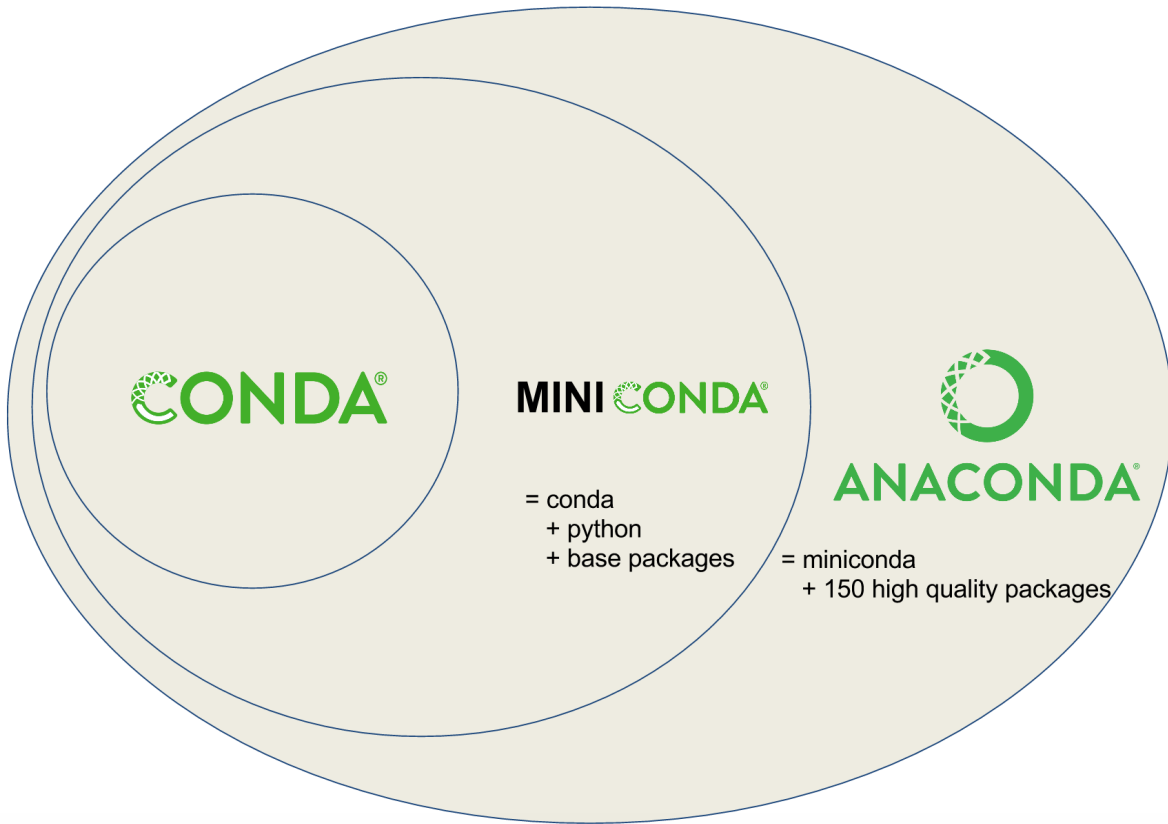 CONDA®
MINI CONDA®
= conda
+ python
+ base packages
ANACONDA®
= miniconda
+ 150 high quality packages